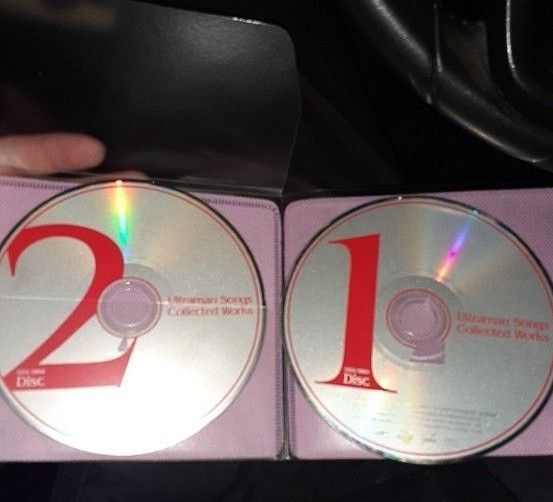 2
Ultraman Songs
Collected Works
Disc
1
Ultraman Songs
Collected Works
Disc